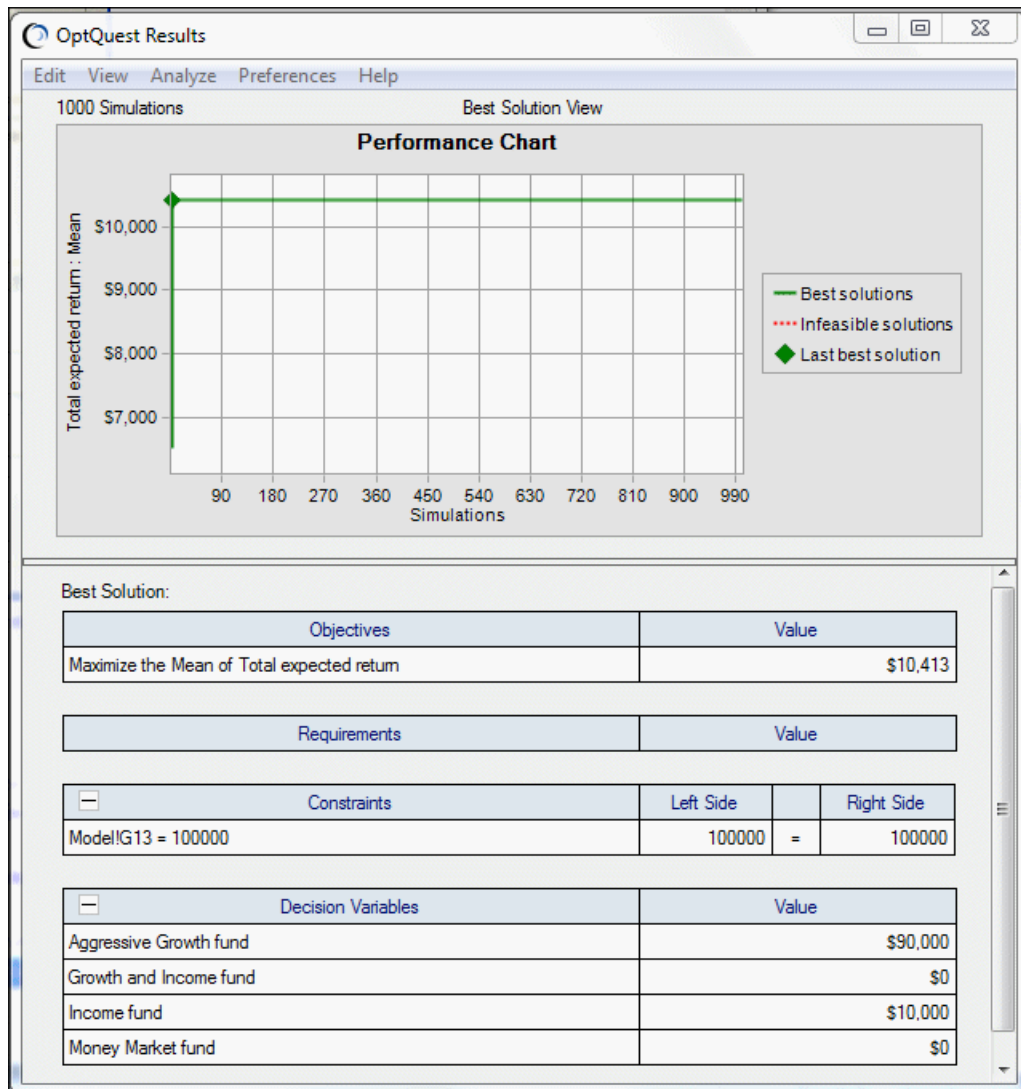 OptQuest Results
Edit View Analyze Preferences Help
1000 Simulations Best Solution View
Performance Chart
Total expected return : Mean
$10,000
$9,000
$8,000
$7,000
90 180 270 360 450 540 630 720 810 900 990
Simulations
Best solutions
Infeasible solutions
Last best solution
Best Solution:
Objectives Value
Maximize the Mean of Total expected return $10,413
Requirements Value
Constraints Left Side Right Side
Model!G13 = 100000 100000 = 100000
Decision Variables Value
Aggressive Growth fund $90,000
Growth and Income fund $0
Income fund $10,000
Money Market fund $0